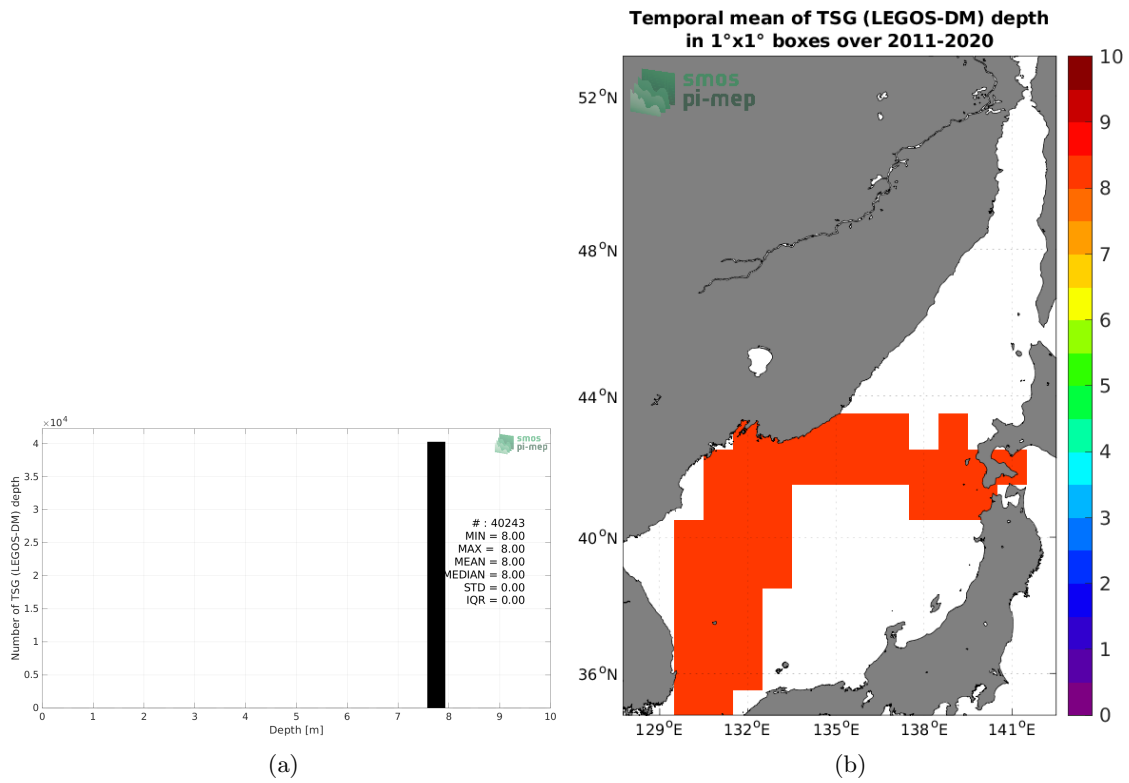 Temporal mean of TSG (LEGOS-DM) depth
in 1°x1° boxes over 2011-2020
smos
pi-mep
52°N
48°N
44°N
40°N
36°N
129°E
132°E
135°E
138°E
141°E
10
9
8
7
6
5
4
3
2
1
0
×10⁴
4
3.5
3
2.5
2
1.5
1
0.5
0
Number of TSG (LEGOS-DM) depth
smos
pi-mep
# : 40243
MIN = 8.00
MAX = 8.00
MEAN = 8.00
MEDIAN = 8.00
STD = 0.00
IQR = 0.00
0 1 2 3 4 5 6 7 8 9 10
Depth [m]
(a)
(b)